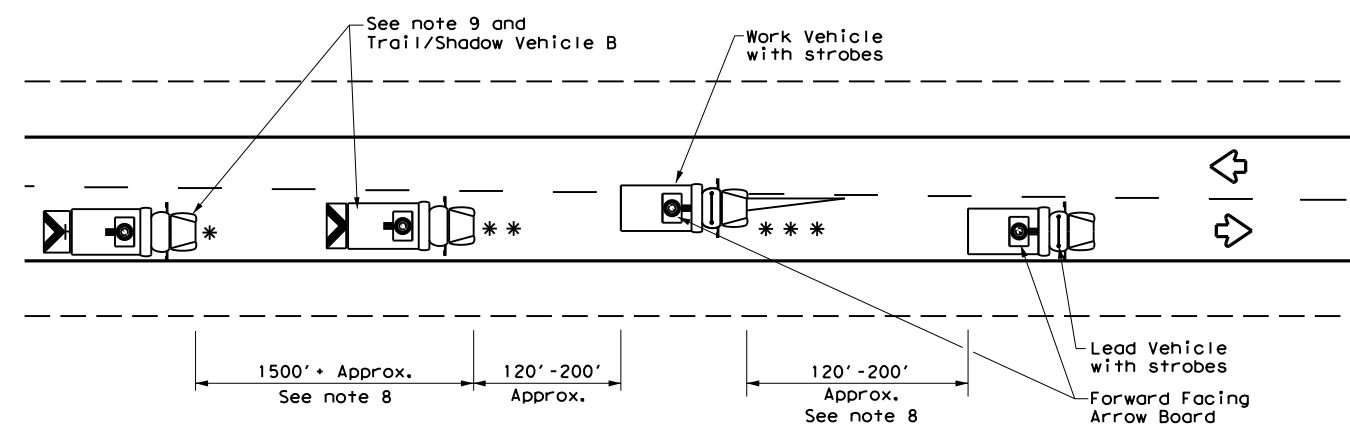 See note 9 and
Trail/Shadow Vehicle B
Work Vehicle
with strobes
*
* *
* * *
1500'+ Approx.
See note 8
120'-200'
Approx.
120'-200'
Approx.
See note 8
Lead Vehicle
with strobes
Forward Facing
Arrow Board